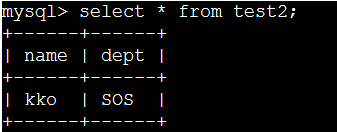 mysql> select * from test2;
+------+------+
| name | dept |
+------+------+
| kko  | SOS  |
+------+------+